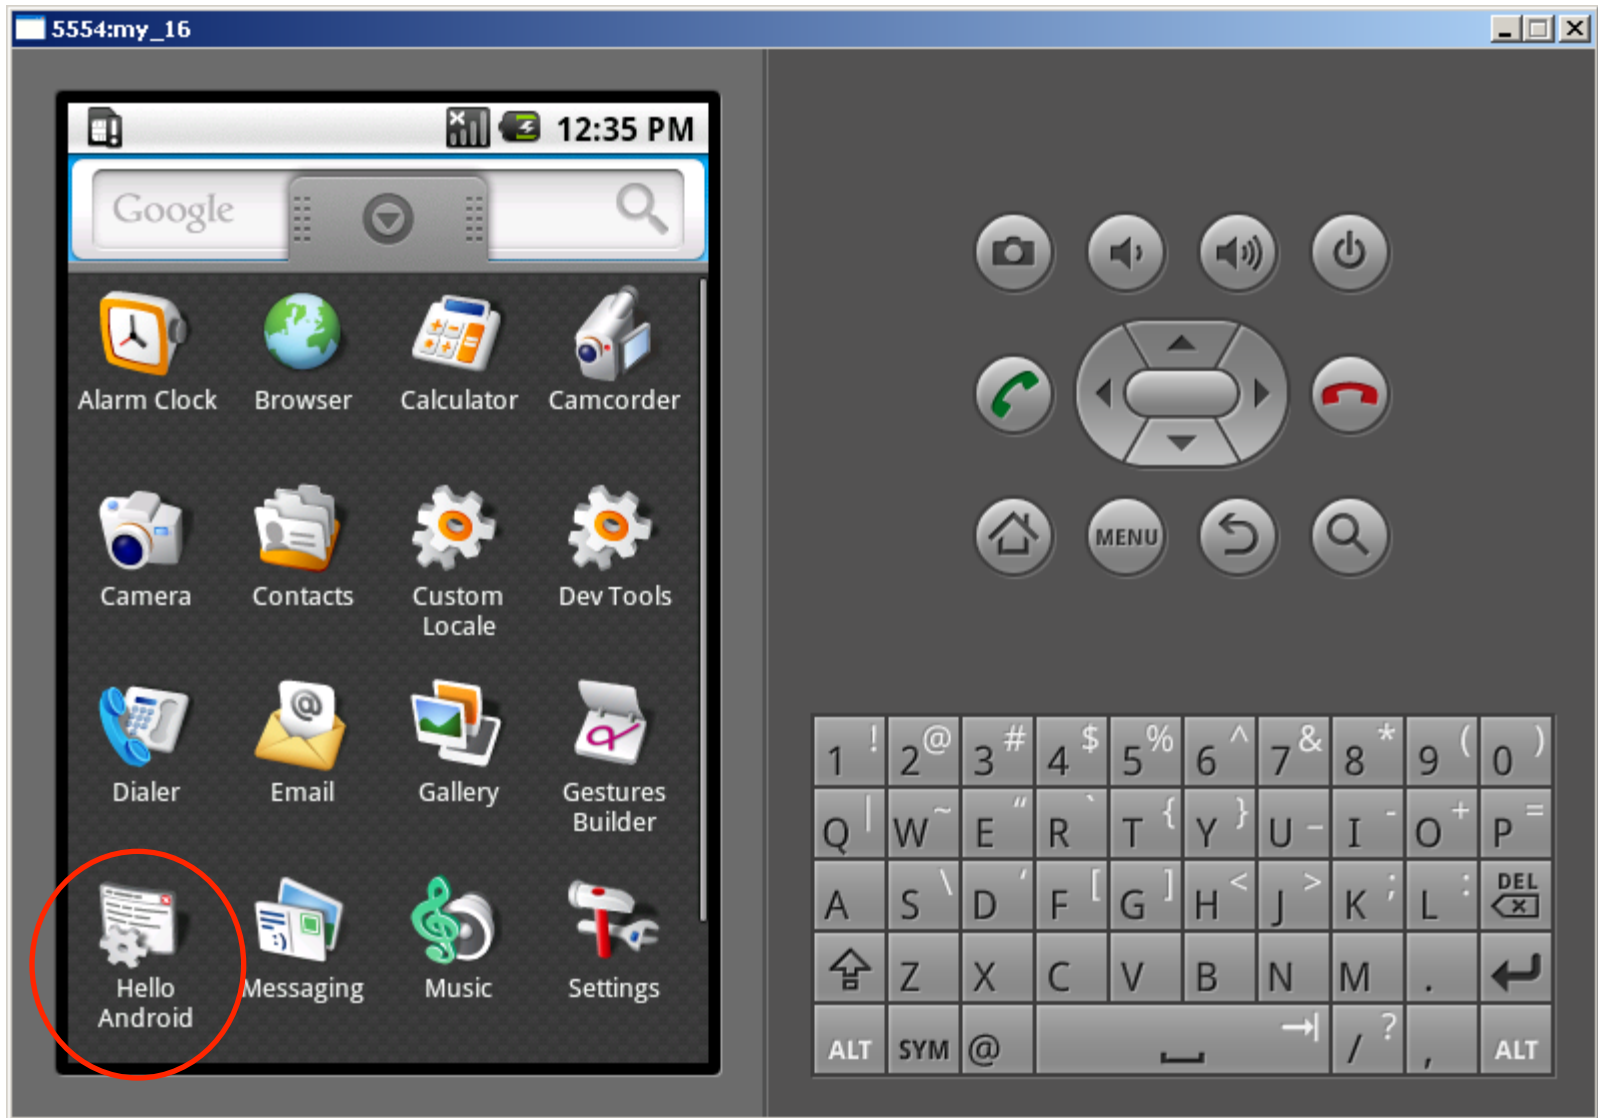 5554:my_16
12:35 PM
Google
Alarm Clock Browser Calculator Camcorder
Camera Contacts Custom Locale Dev Tools
Dialer Email Gallery Gestures Builder
Hello Android Messaging Music Settings
MENU
1 ! 2 @ 3 # 4 $ 5 % 6 ^ 7 & 8 * 9 ( 0 )
Q | W ~ E " R ` T { Y } U _ I - O + P =
A S \ D ' F [ G ] H < J > K ; L : DEL
Z X C V B N M .
ALT SYM @ / ? , ALT